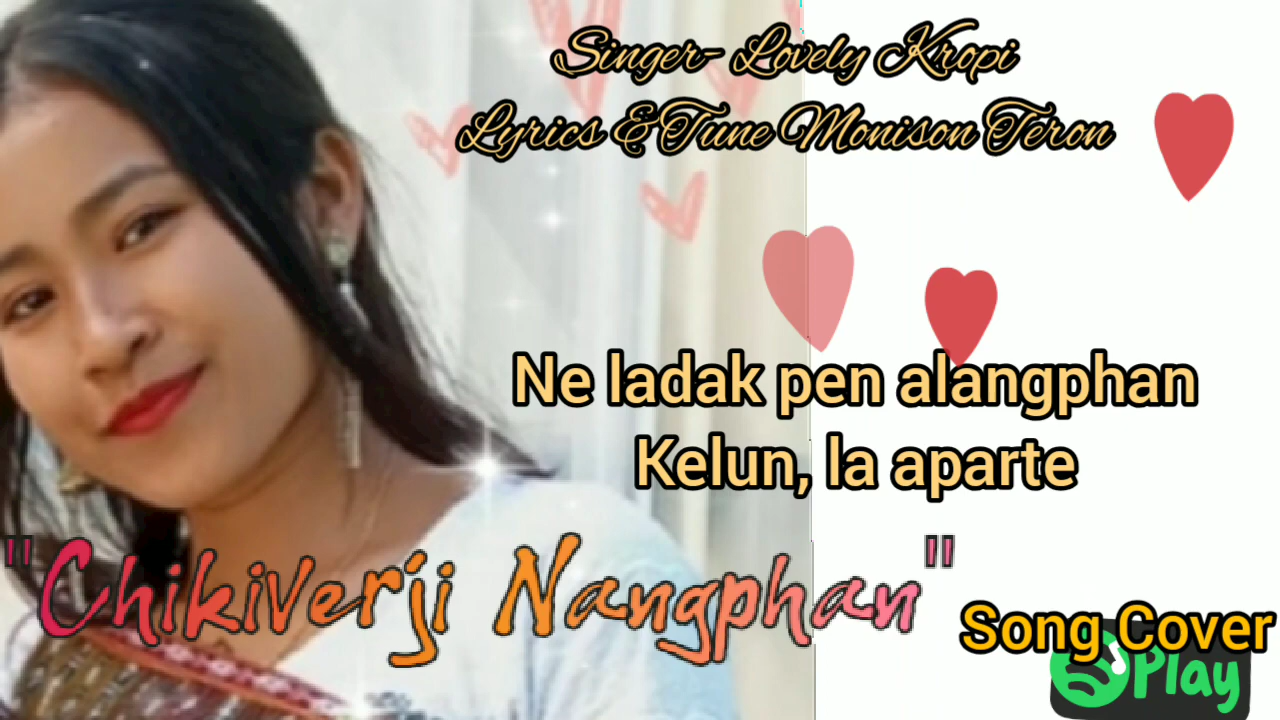 Singer- Lovely Kropi
Lyrics & Tune Monison Teron
Ne ladak pen alangphan
Kelun, la aparte
"Chikiverji Nangphan"
Song Cover
Play